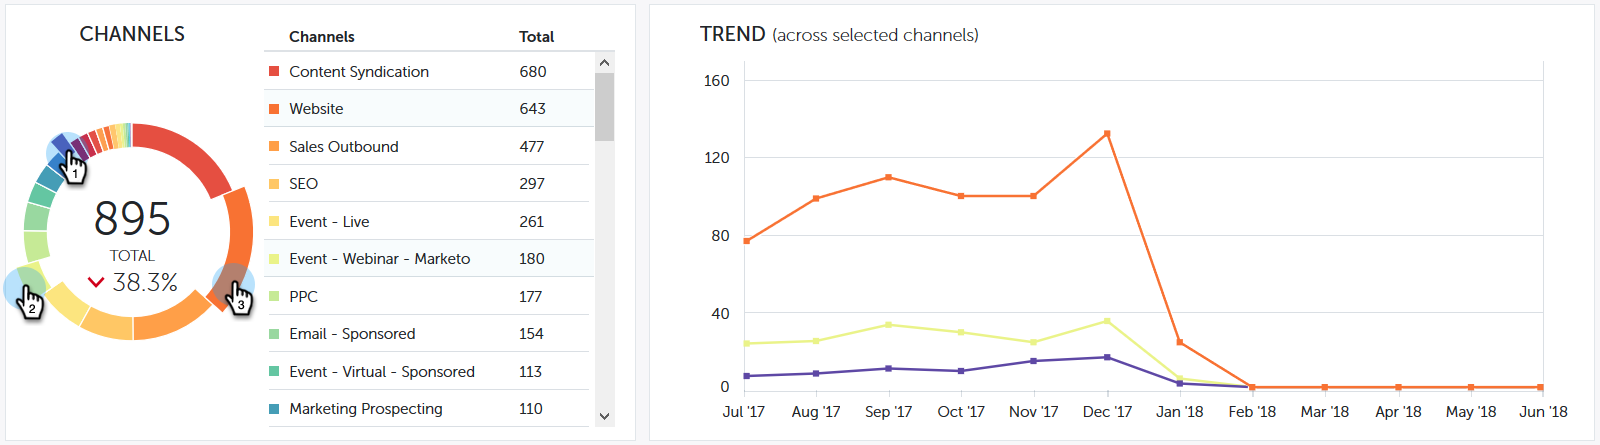 CHANNELS
Channels Total
Content Syndication 680
Website 643
Sales Outbound 477
SEO 297
Event - Live 261
Event - Webinar - Marketo 180
PPC 177
Email - Sponsored 154
Event - Virtual - Sponsored 113
Marketing Prospecting 110
895
TOTAL
38.3%
1
2
3
TREND (across selected channels)
160
120
80
40
0
Jul '17 Aug '17 Sep '17 Oct '17 Nov '17 Dec '17 Jan '18 Feb '18 Mar '18 Apr '18 May '18 Jun '18